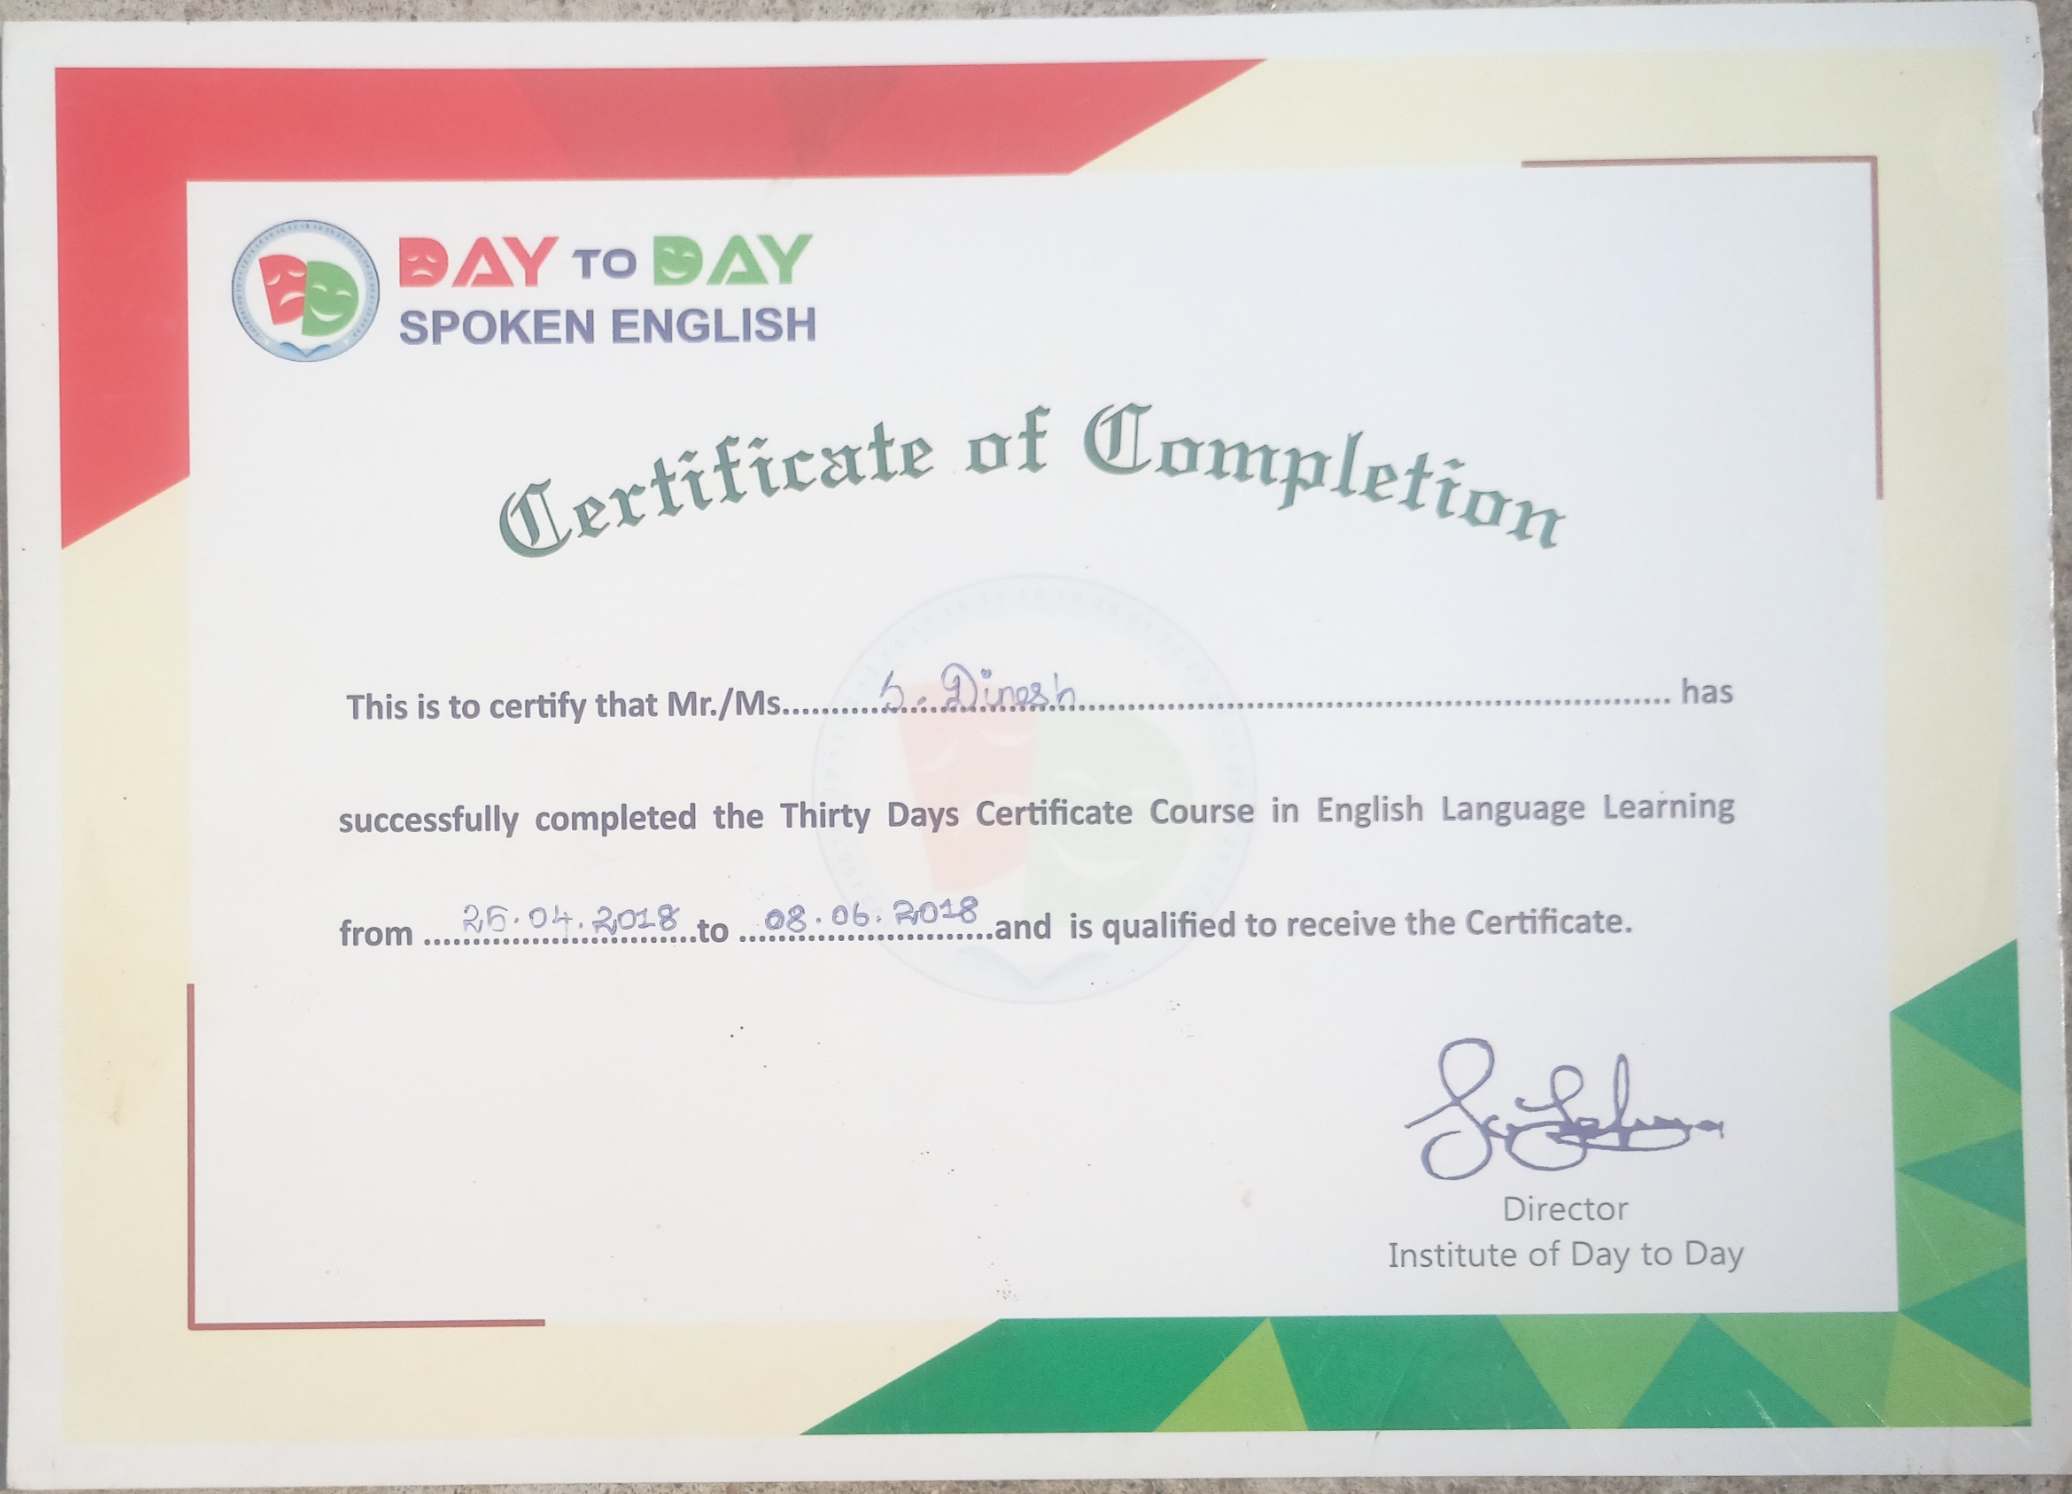 DAY TO DAY
SPOKEN ENGLISH
Certificate of Completion
This is to certify that Mr./Ms. S. Dinesh has
successfully completed the Thirty Days Certificate Course in English Language Learning
from 25.04.2018 to 08.06.2018 and is qualified to receive the Certificate.
Director
Institute of Day to Day